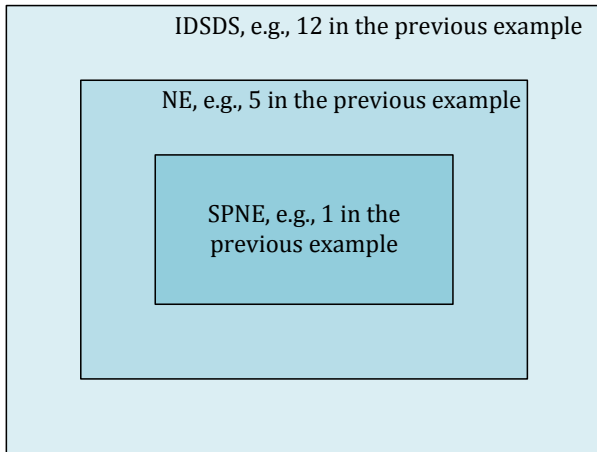 IDSDS, e.g., 12 in the previous example
NE, e.g., 5 in the previous example
SPNE, e.g., 1 in the
previous example